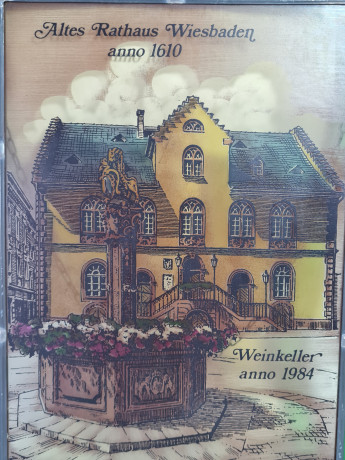 Altes Rathaus Wiesbaden
anno 1610
Weinkeller
anno 1984